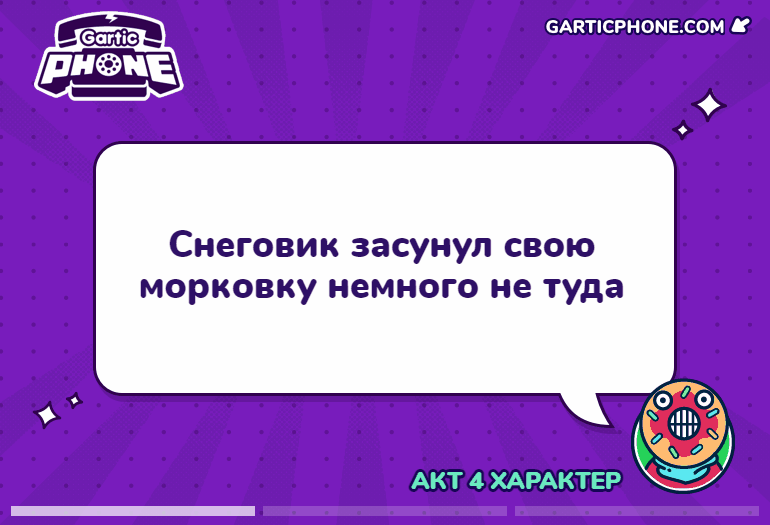 Gartic
PHONE
GARTICPHONE.COM
Снеговик засунул свою
морковку немного не туда
АКТ 4 ХАРАКТЕР